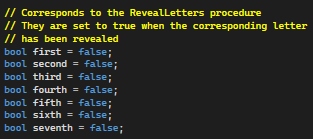 // Corresponds to the RevealLetters procedure
// They are set to true when the corresponding letter
// has been revealed
bool first = false;
bool second = false;
bool third = false;
bool fourth = false;
bool fifth = false;
bool sixth = false;
bool seventh = false;